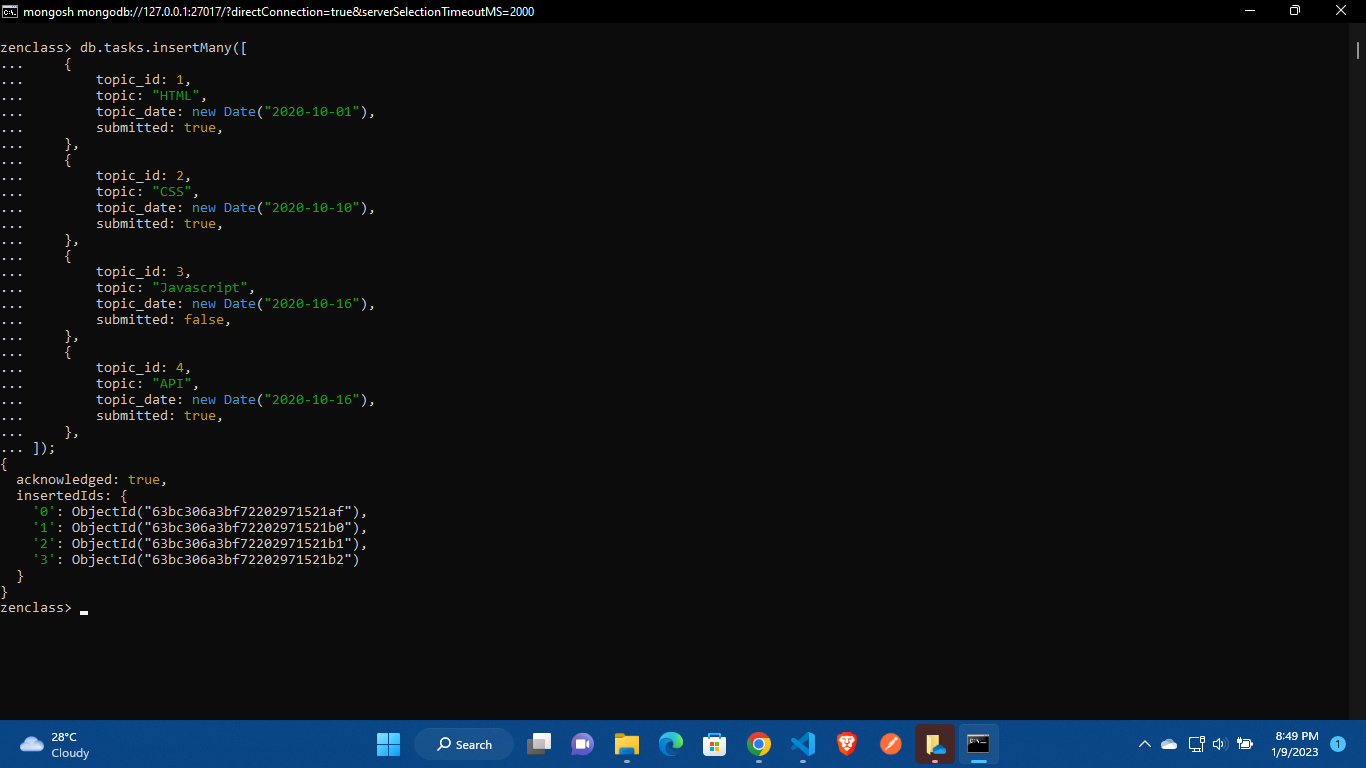 mongosh mongodb://127.0.0.1:27017/?directConnection=true&serverSelectionTimeoutMS=2000
zenclass> db.tasks.insertMany([
...     {
...         topic_id: 1,
...         topic: "HTML",
...         topic_date: new Date("2020-10-01"),
...         submitted: true,
...     },
...     {
...         topic_id: 2,
...         topic: "CSS",
...         topic_date: new Date("2020-10-10"),
...         submitted: true,
...     },
...     {
...         topic_id: 3,
...         topic: "Javascript",
...         topic_date: new Date("2020-10-16"),
...         submitted: false,
...     },
...     {
...         topic_id: 4,
...         topic: "API",
...         topic_date: new Date("2020-10-16"),
...         submitted: true,
...     },
... ]);
{
  acknowledged: true,
  insertedIds: {
    '0': ObjectId("63bc306a3bf72202971521af"),
    '1': ObjectId("63bc306a3bf72202971521b0"),
    '2': ObjectId("63bc306a3bf72202971521b1"),
    '3': ObjectId("63bc306a3bf72202971521b2")
  }
}
zenclass>
28°C
Cloudy
Search
8:49 PM
1/9/2023
1